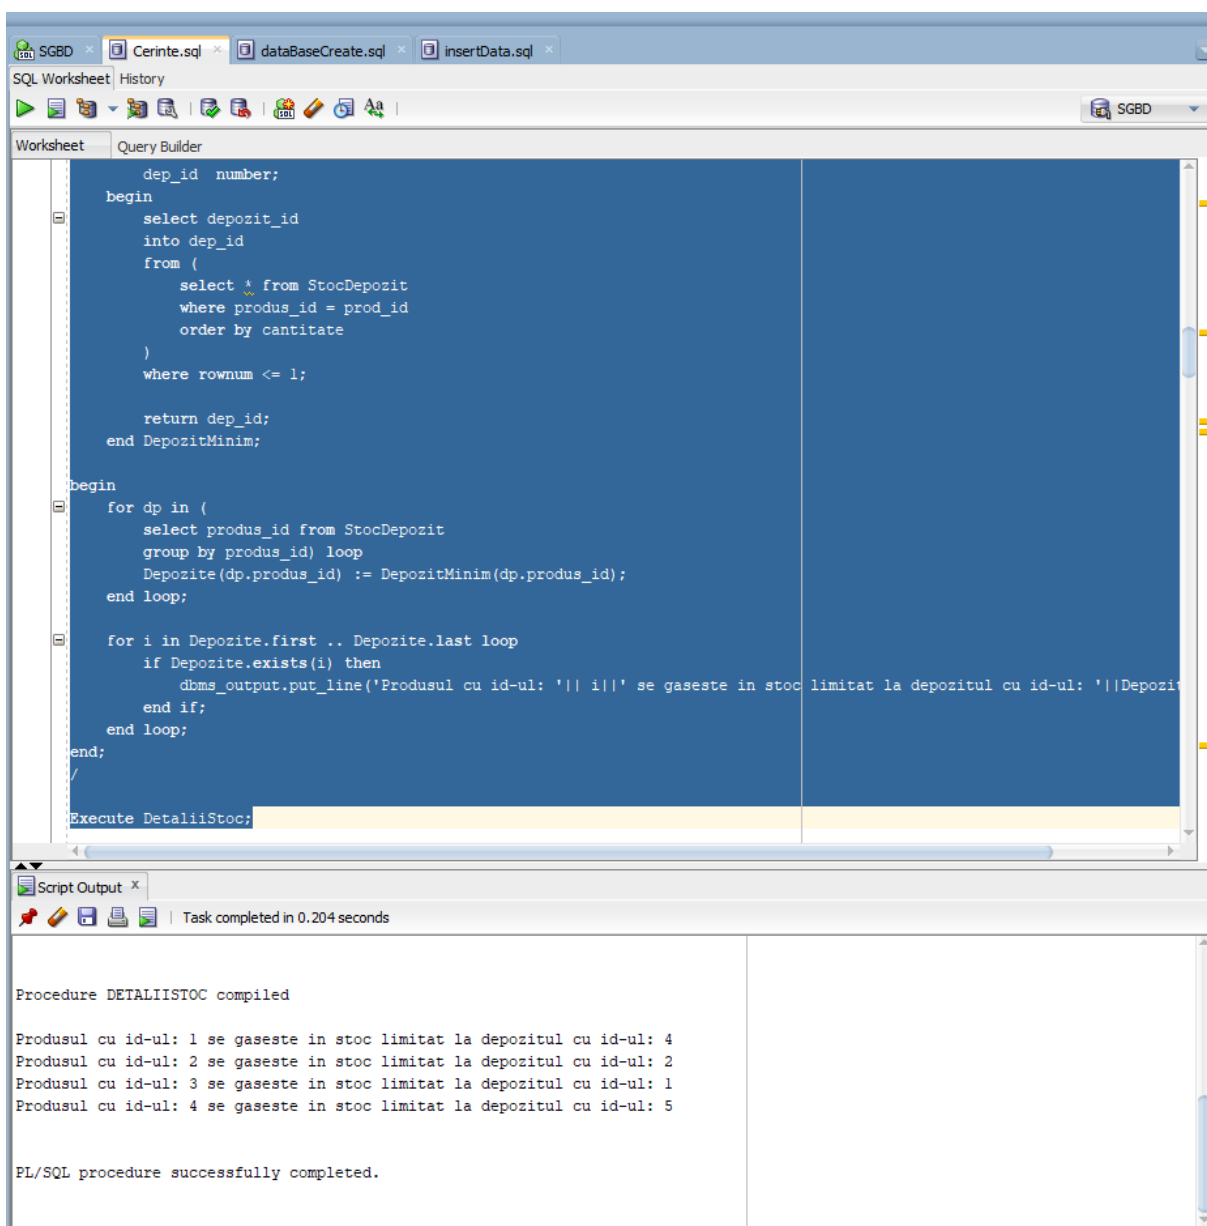 SGBD Cerinte.sql dataBaseCreate.sql insertData.sql
SQL Worksheet History
SGBD
Worksheet Query Builder
dep_id  number;
begin
select depozit_id
into dep_id
from (
select * from StocDepozit
where produs_id = prod_id
order by cantitate
)
where rownum <= 1;
return dep_id;
end DepozitMinim;
begin
for dp in (
select produs_id from StocDepozit
group by produs_id) loop
Depozite(dp.produs_id) := DepozitMinim(dp.produs_id);
end loop;
for i in Depozite.first .. Depozite.last loop
if Depozite.exists(i) then
dbms_output.put_line('Produsul cu id-ul: '|| i||' se gaseste in stoc limitat la depozitul cu id-ul: '||Depozit
end if;
end loop;
end;
/
Execute DetaliiStoc;
Script Output x
Task completed in 0.204 seconds
Procedure DETALIISTOC compiled
Produsul cu id-ul: 1 se gaseste in stoc limitat la depozitul cu id-ul: 4
Produsul cu id-ul: 2 se gaseste in stoc limitat la depozitul cu id-ul: 2
Produsul cu id-ul: 3 se gaseste in stoc limitat la depozitul cu id-ul: 1
Produsul cu id-ul: 4 se gaseste in stoc limitat la depozitul cu id-ul: 5
PL/SQL procedure successfully completed.